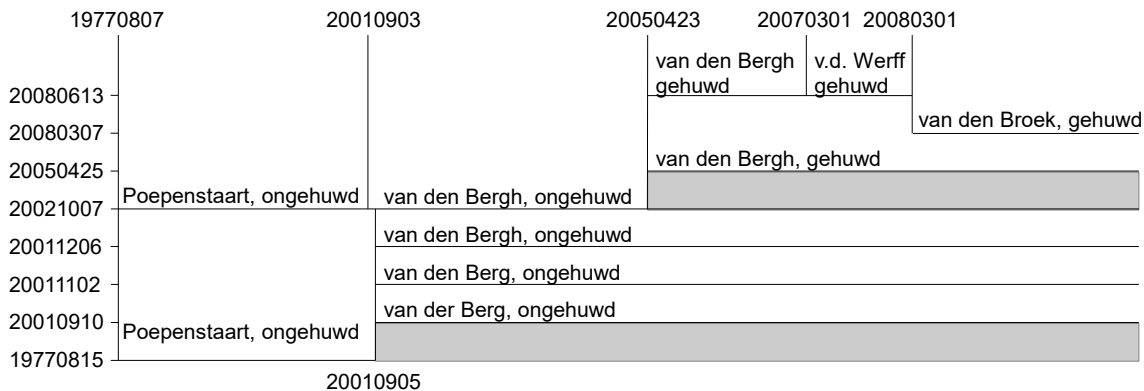 19770807 20010903 20050423 20070301 20080301
van den Bergh v.d. Werff
gehuwd gehuwd
20080613
van den Broek, gehuwd
20080307
van den Bergh, gehuwd
20050425
Poepenstaart, ongehuwd van den Bergh, ongehuwd
20021007
van den Bergh, ongehuwd
20011206
van den Berg, ongehuwd
20011102
van der Berg, ongehuwd
20010910
Poepenstaart, ongehuwd
19770815
20010905